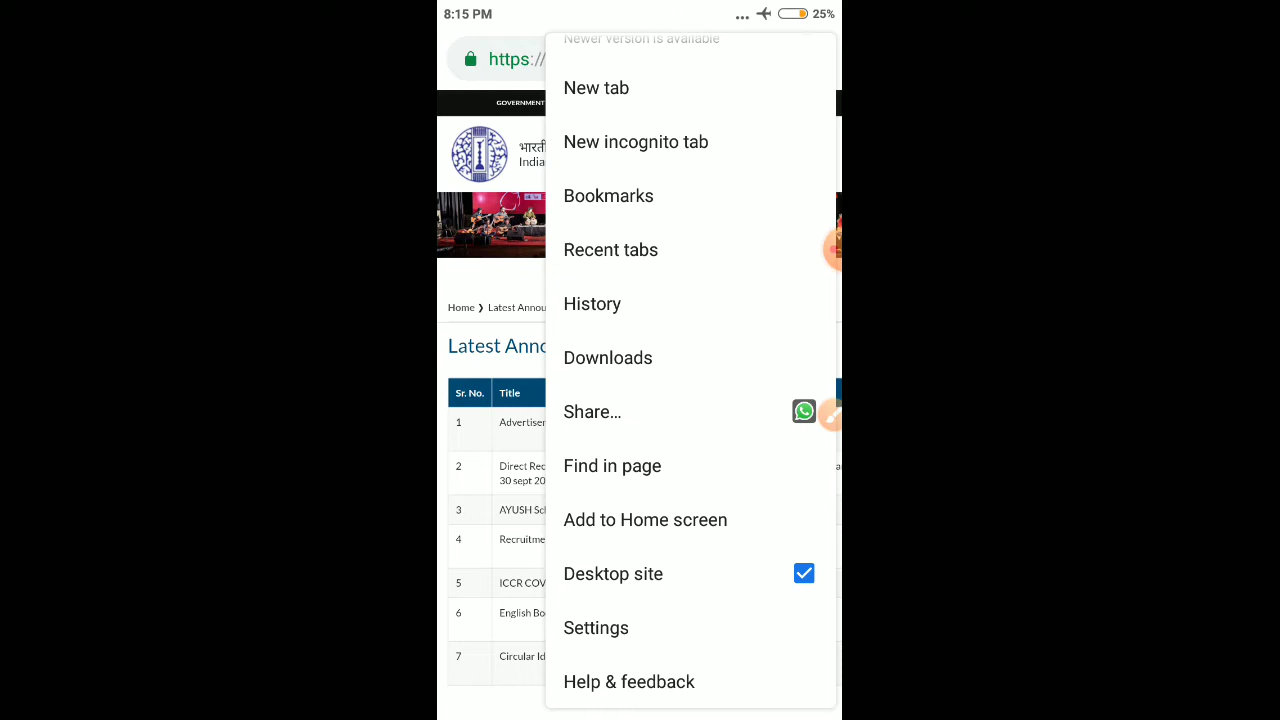 8:15 PM
25%
Newer version is available
https://
New tab
GOVERNMENT
New incognito tab
भारती
India
Bookmarks
Recent tabs
History
Home ❯ Latest Annou
Latest Anno
Downloads
Sr. No. Title
Share...
1 Advertisem
Find in page
2 Direct Rec
30 sept 20
3 AYUSH Sch
Add to Home screen
4 Recruitme
Desktop site
5 ICCR COV
6 English Bo
Settings
7 Circular Id
Help & feedback